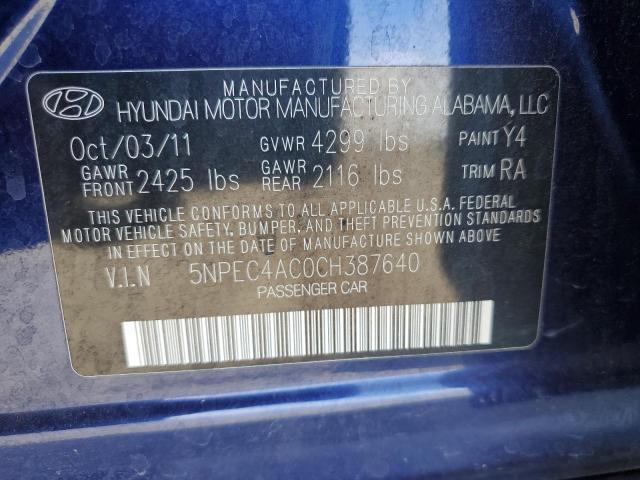 MANUFACTURED BY
HYUNDAI MOTOR MANUFACTURING ALABAMA, LLC
Oct/03/11 GVWR 4299 lbs PAINT Y4
GAWR FRONT 2425 lbs GAWR REAR 2116 lbs TRIM RA
THIS VEHICLE CONFORMS TO ALL APPLICABLE U.S.A. FEDERAL
MOTOR VEHICLE SAFETY, BUMPER, AND THEFT PREVENTION STANDARDS
IN EFFECT ON THE DATE OF MANUFACTURE SHOWN ABOVE.
V.I.N 5NPEC4AC0CH387640
PASSENGER CAR